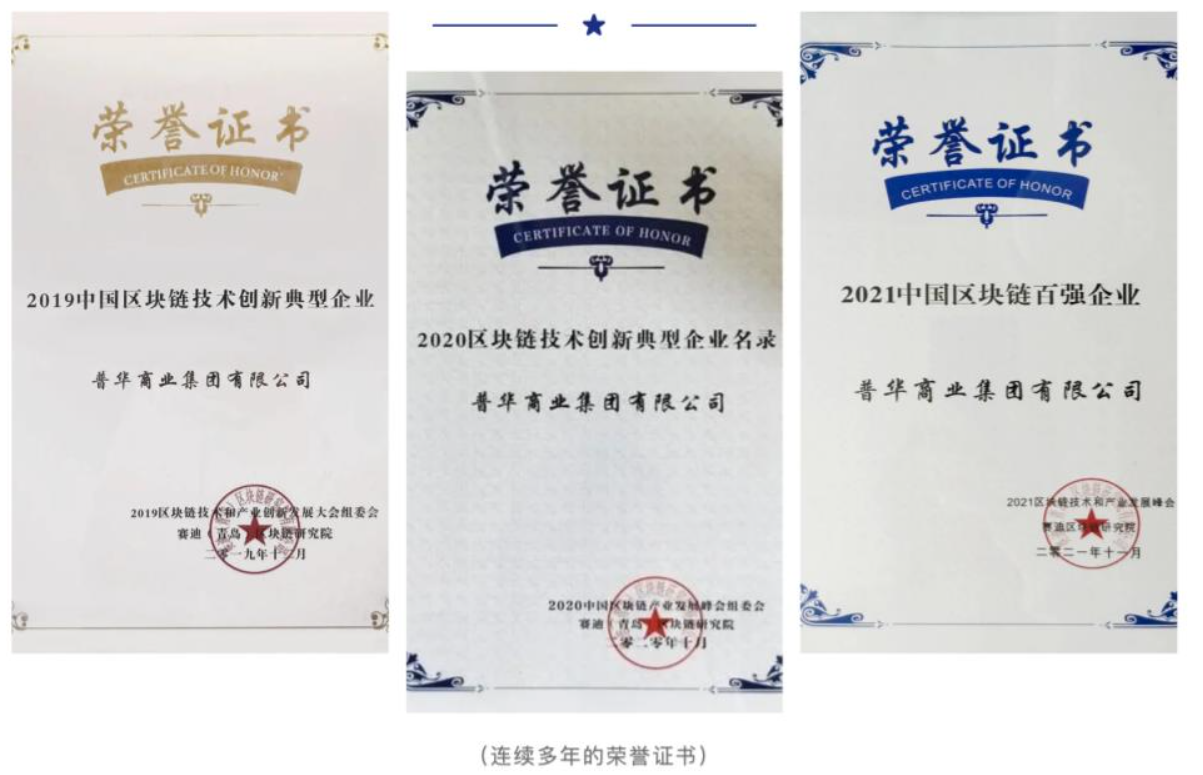 荣誉证书
CERTIFICATE OF HONOR
2019中国区块链技术创新典型企业
普华商业集团有限公司
2019区块链技术和产业创新发展大会组委会
赛迪(青岛)区块链研究院
二零一九年十一月
荣誉证书
CERTIFICATE OF HONOR
2020区块链技术创新典型企业名录
普华商业集团有限公司
2020中国区块链产业发展峰会组委会
赛迪(青岛)区块链研究院
二零二零年十月
荣誉证书
CERTIFICATE OF HONOR
2021中国区块链百强企业
普华商业集团有限公司
2021区块链技术和产业发展峰会
赛迪区块链研究院
二零二一年十一月
(连续多年的荣誉证书)